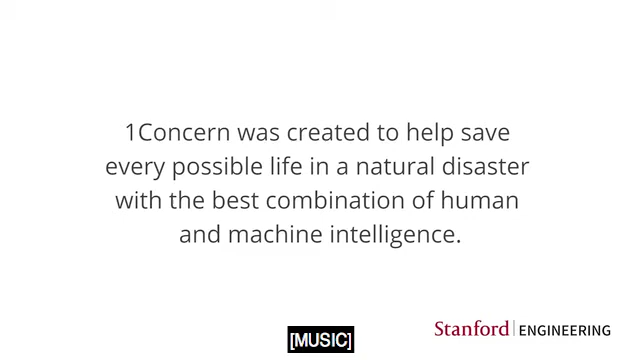 1Concern was created to help save
every possible life in a natural disaster
with the best combination of human
and machine intelligence.
Stanford | ENGINEERING
[MUSIC]